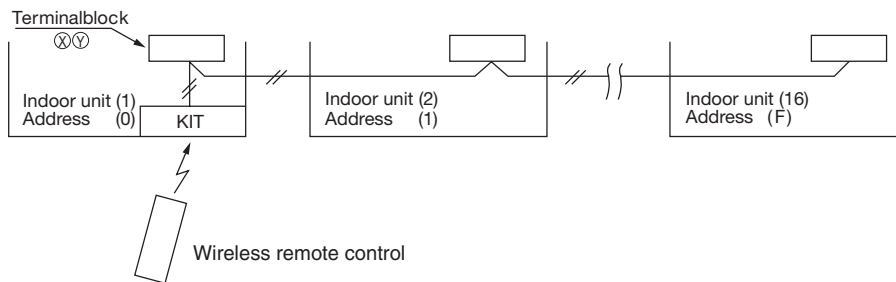 Terminalblock
ⓍⓎ
Indoor unit (1)
Address (0)
KIT
Indoor unit (2)
Address (1)
Indoor unit (16)
Address (F)
Wireless remote control